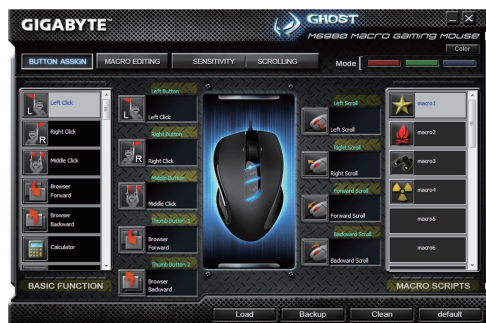 GIGABYTE™
GHOST
M6980 MACRO GAMING MOUSE
Color
BUTTON ASSIGN
MACRO EDITING
SENSITIVITY
SCROLLING
Mode
Left Click
Right Click
Middle Click
Browser
Forward
Browser
Backward
Calculator
BASIC FUNCTION
Left Button
L
Left Click
Right Button
R
Right Click
Middle Button
Middle Click
Thumb Button 1
Browser
Forward
Thumb Button 2
Browser
Backward
Left Scroll
Left Scroll
Right Scroll
Right Scroll
Forward Scroll
Forward Scroll
Backward Scroll
Backward Scroll
macro1
macro2
macro3
macro4
macro5
macro6
MACRO SCRIPTS
Load
Backup
Clean
default